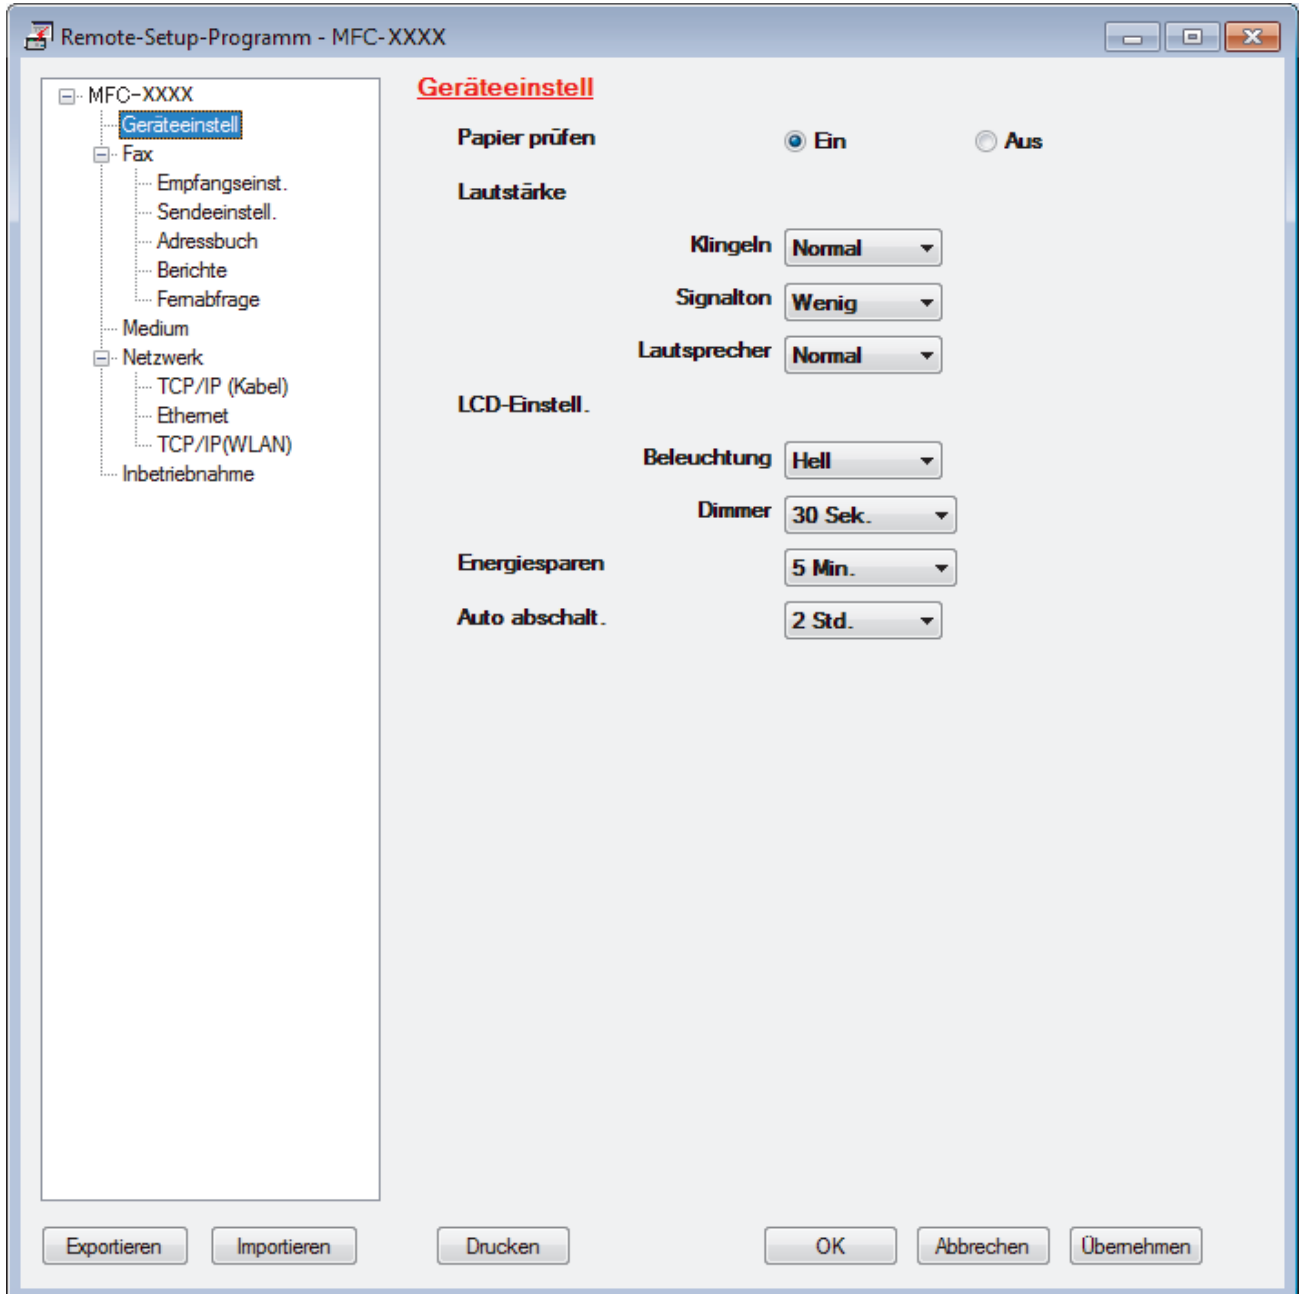 Remote-Setup-Programm - MFC-XXXX
MFC-XXXX
Geräteeinstell
Fax
Empfangseinst.
Sendeeinstell.
Adressbuch
Berichte
Fernabfrage
Medium
Netzwerk
TCP/IP (Kabel)
Ethernet
TCP/IP(WLAN)
Inbetriebnahme
Geräteeinstell
Papier prüfen Ein Aus
Lautstärke
Klingeln Normal
Signalton Wenig
Lautsprecher Normal
LCD-Einstell.
Beleuchtung Hell
Dimmer 30 Sek.
Energiesparen 5 Min.
Auto abschalt. 2 Std.
Exportieren Importieren Drucken OK Abbrechen Übernehmen